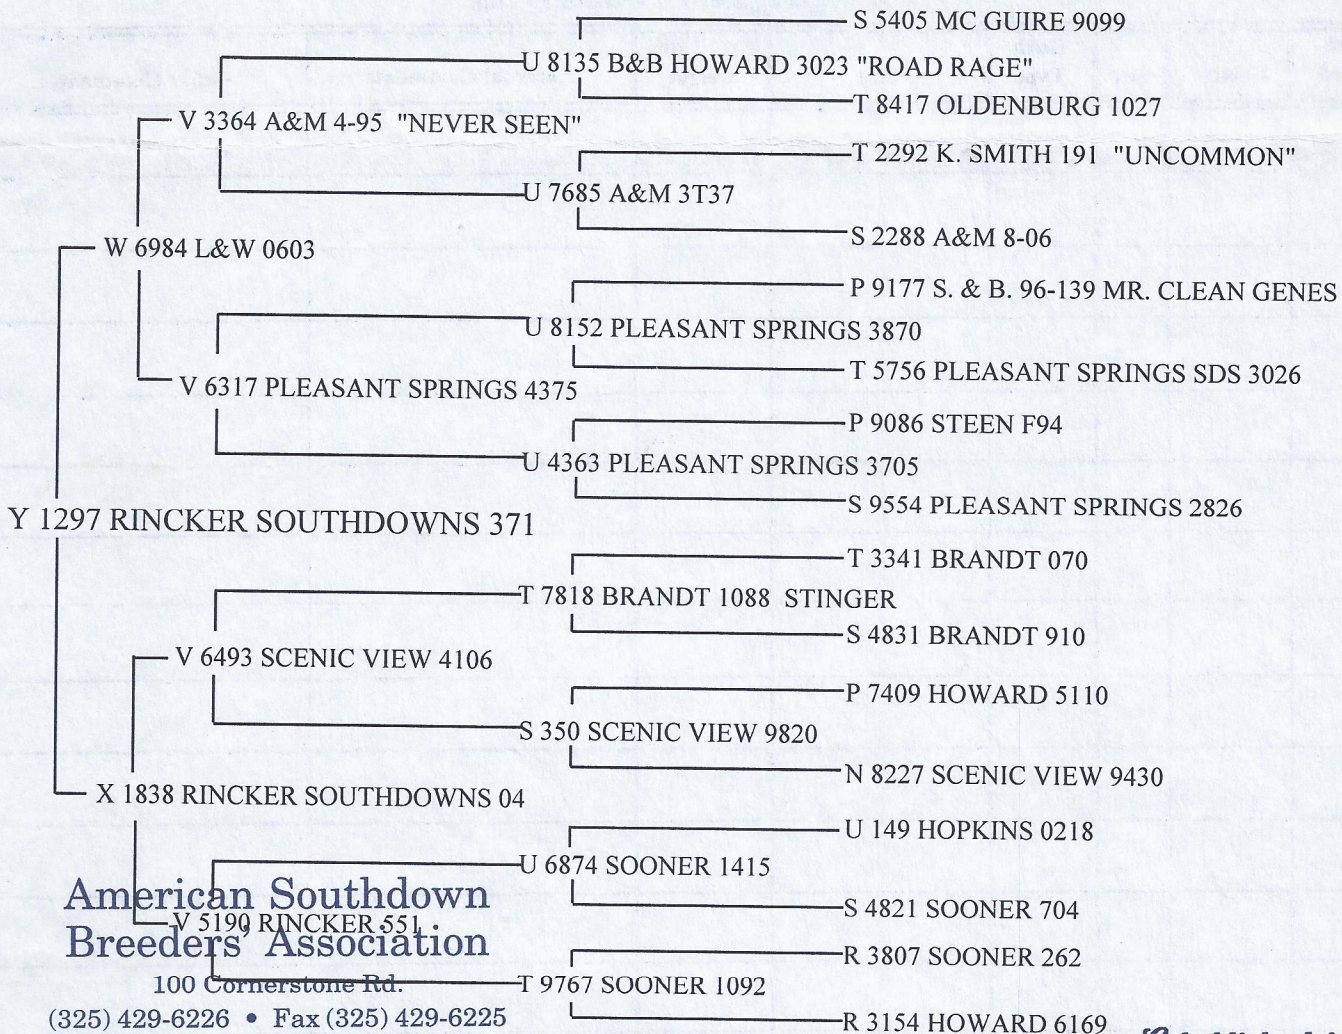 S 5405 MC GUIRE 9099
U 8135 B&B HOWARD 3023 "ROAD RAGE"
T 8417 OLDENBURG 1027
V 3364 A&M 4-95 "NEVER SEEN"
T 2292 K. SMITH 191 "UNCOMMON"
U 7685 A&M 3T37
S 2288 A&M 8-06
W 6984 L&W 0603
P 9177 S. & B. 96-139 MR. CLEAN GENES
U 8152 PLEASANT SPRINGS 3870
T 5756 PLEASANT SPRINGS SDS 3026
V 6317 PLEASANT SPRINGS 4375
P 9086 STEEN F94
U 4363 PLEASANT SPRINGS 3705
S 9554 PLEASANT SPRINGS 2826
Y 1297 RINCKER SOUTHDOWNS 371
T 3341 BRANDT 070
T 7818 BRANDT 1088 STINGER
S 4831 BRANDT 910
V 6493 SCENIC VIEW 4106
P 7409 HOWARD 5110
S 350 SCENIC VIEW 9820
N 8227 SCENIC VIEW 9430
X 1838 RINCKER SOUTHDOWNS 04
U 149 HOPKINS 0218
U 6874 SOONER 1415
S 4821 SOONER 704
V 5190 RINCKER 551
R 3807 SOONER 262
T 9767 SOONER 1092
R 3154 HOWARD 6169
American Southdown
Breeders' Association
100 Cornerstone Rd.
(325) 429-6226 • Fax (325) 429-6225